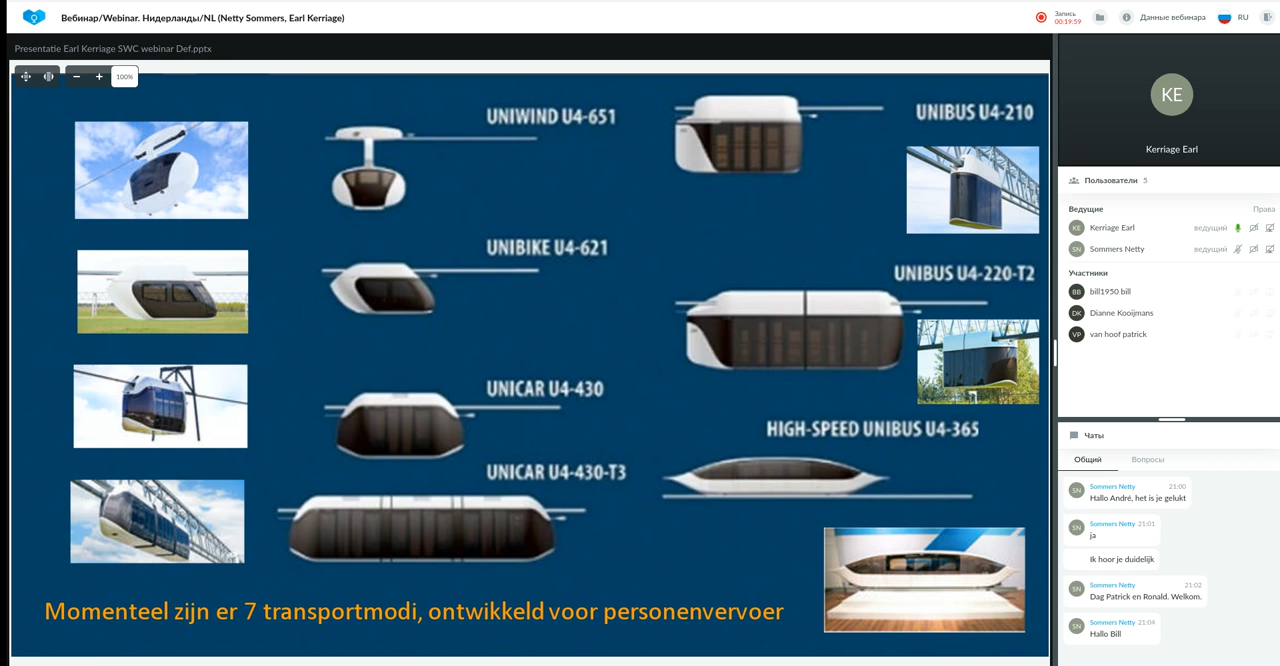 Вебинар/Webinar. Нидерланды/NL (Netty Sommers, Earl Kerriage)
Запись
00:19:59
Данные вебинара
RU
Presentatie Earl Kerriage SWC webinar Def.pptx
100%
UNIWIND U4-651
UNIBIKE U4-621
UNICAR U4-430
UNICAR U4-430-T3
UNIBUS U4-210
UNIBUS U4-220-T2
HIGH-SPEED UNIBUS U4-365
Momenteel zijn er 7 transportmodi, ontwikkeld voor personenvervoer
KE
Kerriage Earl
Пользователи 5
Ведущие Права
KE Kerriage Earl ведущий
SN Sommers Netty ведущий
Участники
BB bill1950 bill
DK Dianne Kooijmans
VP van hoof patrick
Чаты
Общий Вопросы
SN Sommers Netty 21:00
Hallo André, het is je gelukt
SN Sommers Netty 21:01
ja
Ik hoor je duidelijk
SN Sommers Netty 21:02
Dag Patrick en Ronald. Welkom.
SN Sommers Netty 21:04
Hallo Bill